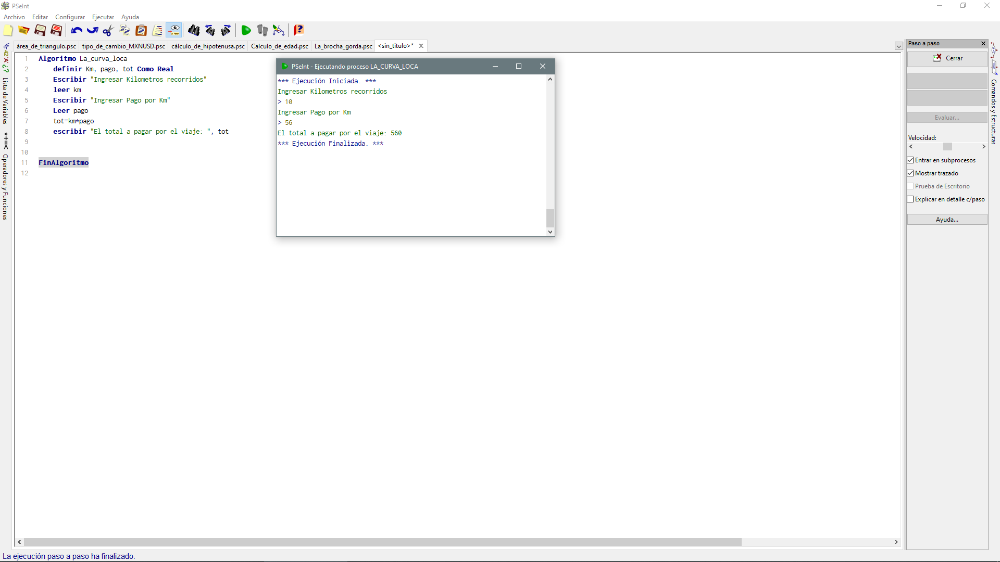 PSeInt
Archivo Editar Configurar Ejecutar Ayuda
área_de_triangulo.psc tipo_de_cambio_MXNUSD.psc cálculo_de_hipotenusa.psc Calculo_de_edad.psc La_brocha_gorda.psc <sin_titulo>*
Lista de Variables
*+=<
Operadores y Funciones
1 Algoritmo La_curva_loca
2 definir Km, pago, tot Como Real
3 Escribir "Ingresar Kilometros recorridos"
4 leer km
5 Escribir "Ingresar Pago por Km"
6 Leer pago
7 tot=km*pago
8 escribir "El total a pagar por el viaje: ", tot
9
10
11 FinAlgoritmo
12
PSeInt - Ejecutando proceso LA_CURVA_LOCA
*** Ejecución Iniciada. ***
Ingresar Kilometros recorridos
> 10
Ingresar Pago por Km
> 56
El total a pagar por el viaje: 560
*** Ejecución Finalizada. ***
Paso a paso
Cerrar
Evaluar...
Velocidad:
Entrar en subprocesos
Mostrar trazado
Prueba de Escritorio
Explicar en detalle c/paso
Ayuda...
Comandos y Estructuras
La ejecución paso a paso ha finalizado.